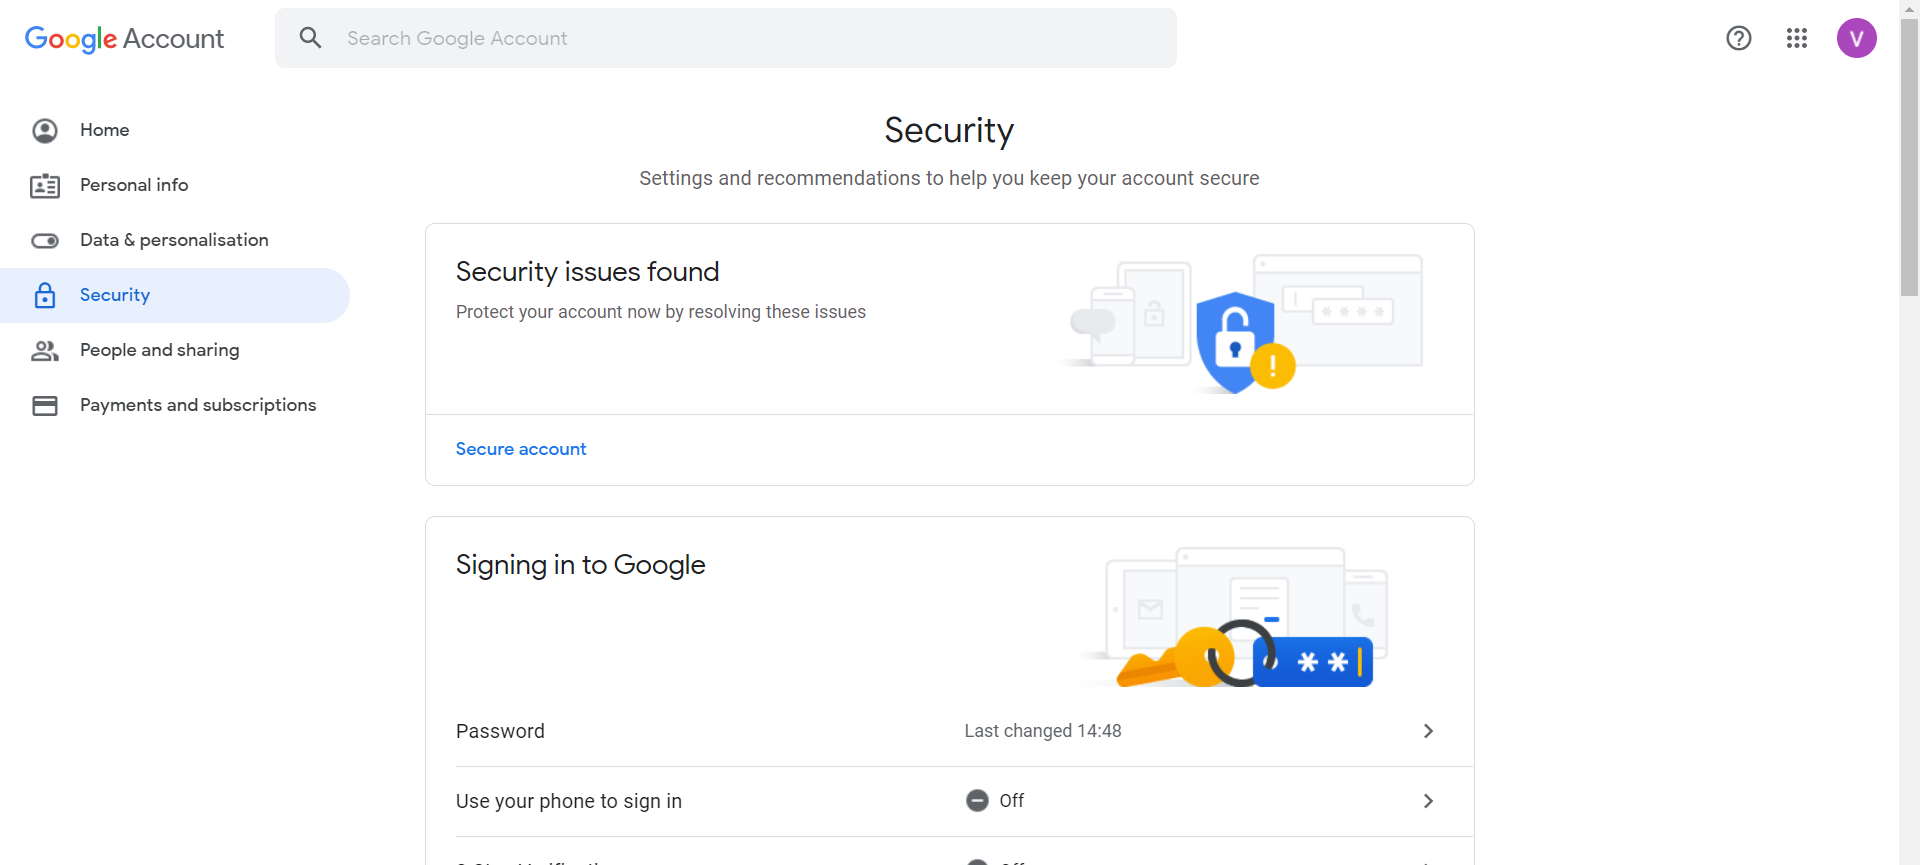 Google Account
Search Google Account
V
Home
Personal info
Data & personalisation
Security
People and sharing
Payments and subscriptions
Security
Settings and recommendations to help you keep your account secure
Security issues found
Protect your account now by resolving these issues
* * * *
!
Secure account
Signing in to Google
* *
Password Last changed 14:48
Use your phone to sign in Off